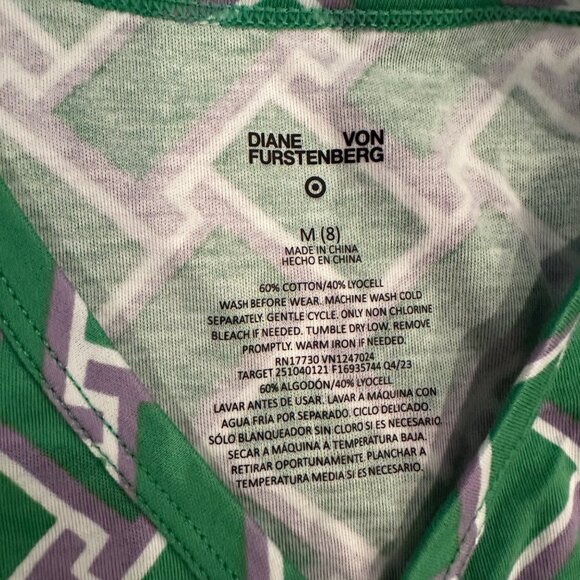 DIANE VON
FURSTENBERG
M (8)
MADE IN CHINA
HECHO EN CHINA
60% COTTON/40% LYOCELL
WASH BEFORE WEAR. MACHINE WASH COLD
SEPARATELY. GENTLE CYCLE. ONLY NON CHLORINE
BLEACH IF NEEDED. TUMBLE DRY LOW. REMOVE
PROMPTLY. WARM IRON IF NEEDED.
RN17730 VN1247024
TARGET 251040121 F16935744 Q4/23
60% ALGODÓN/40% LYOCELL
LAVAR ANTES DE USAR. LAVAR A MÁQUINA CON
AGUA FRÍA POR SEPARADO. CICLO DELICADO.
SÓLO BLANQUEADOR SIN CLORO SI ES NECESARIO.
SECAR A MÁQUINA A TEMPERATURA BAJA.
RETIRAR OPORTUNAMENTE PLANCHAR A
TEMPERATURA MEDIA SI ES NECESARIO.